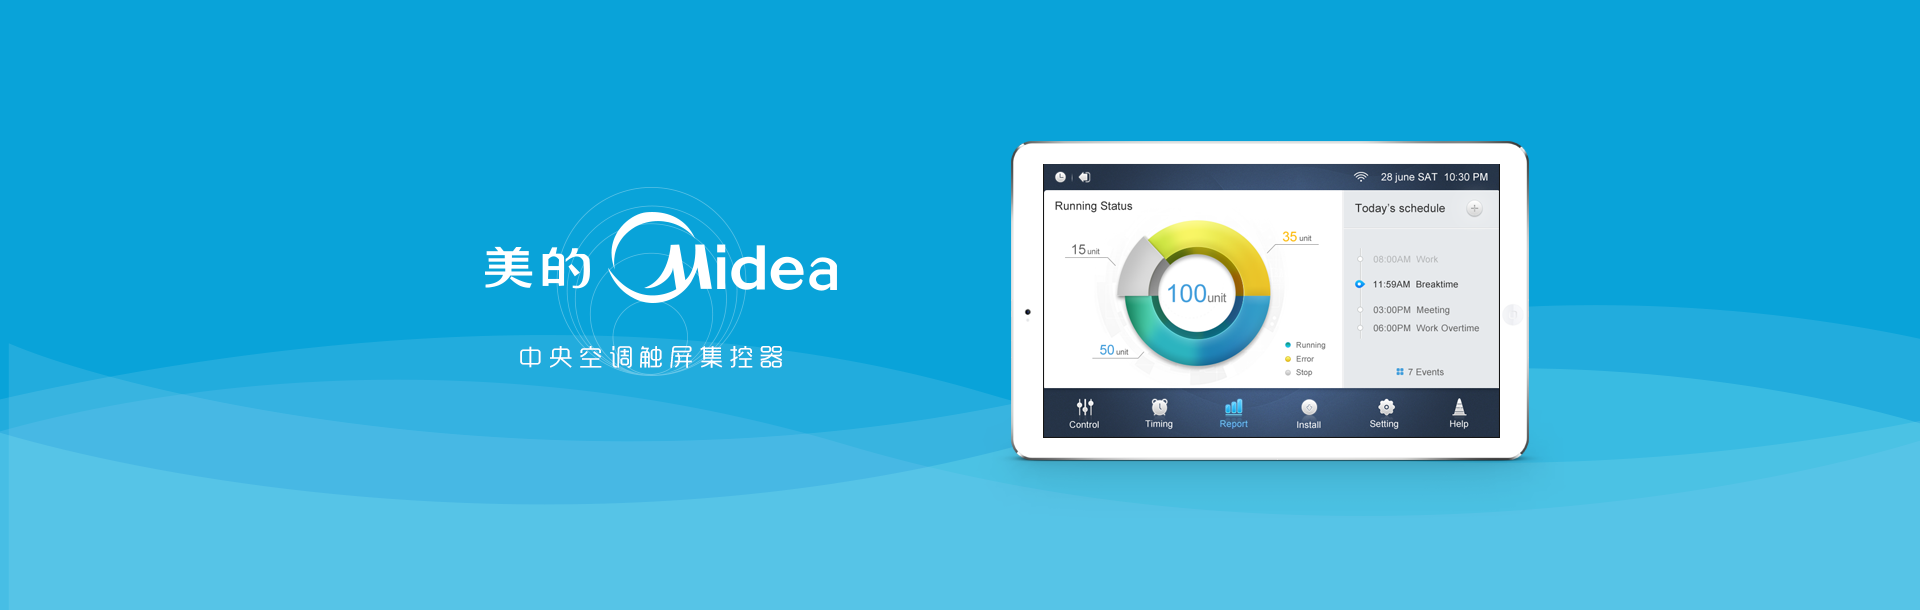 美的 Midea
中央空调触屏集控器
28 june SAT 10:30 PM
Running Status
15 unit
35 unit
100unit
50 unit
Running
Error
Stop
Today's schedule
08:00AM Work
11:59AM Breaktime
03:00PM Meeting
06:00PM Work Overtime
7 Events
Control
Timing
Report
Install
Setting
Help